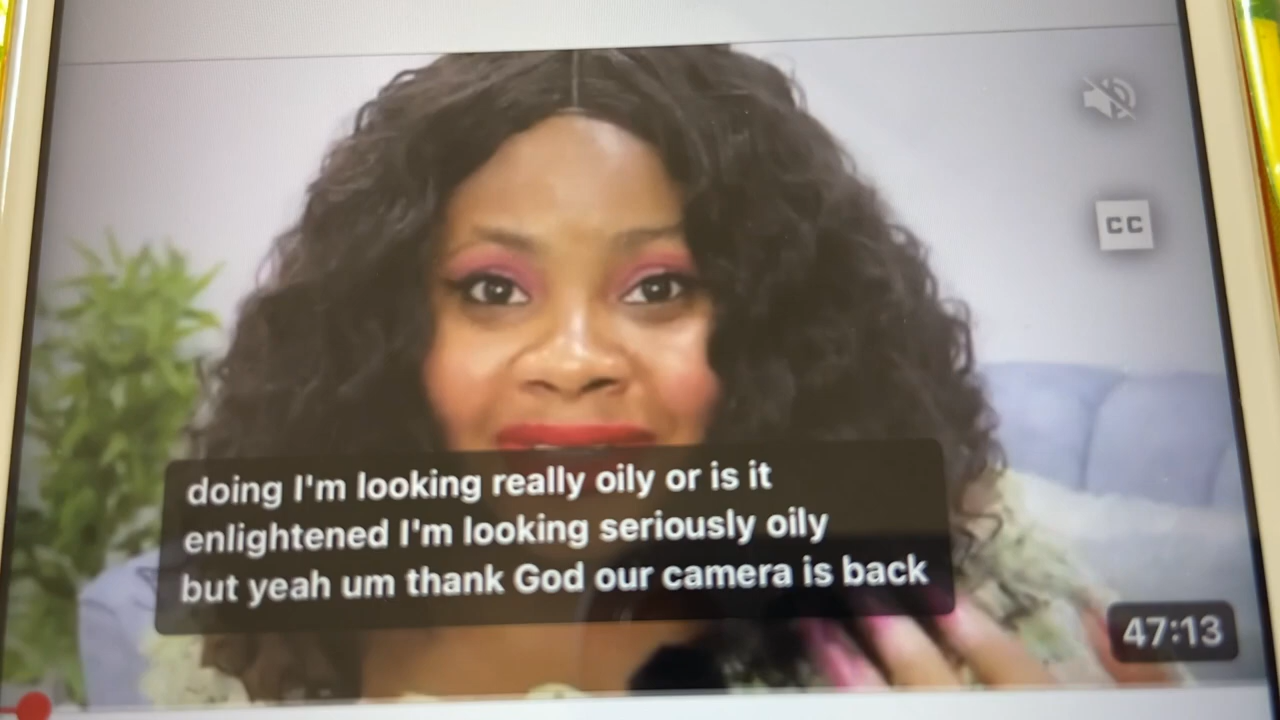 CC
doing I'm looking really oily or is it
enlightened I'm looking seriously oily
but yeah um thank God our camera is back
47:13